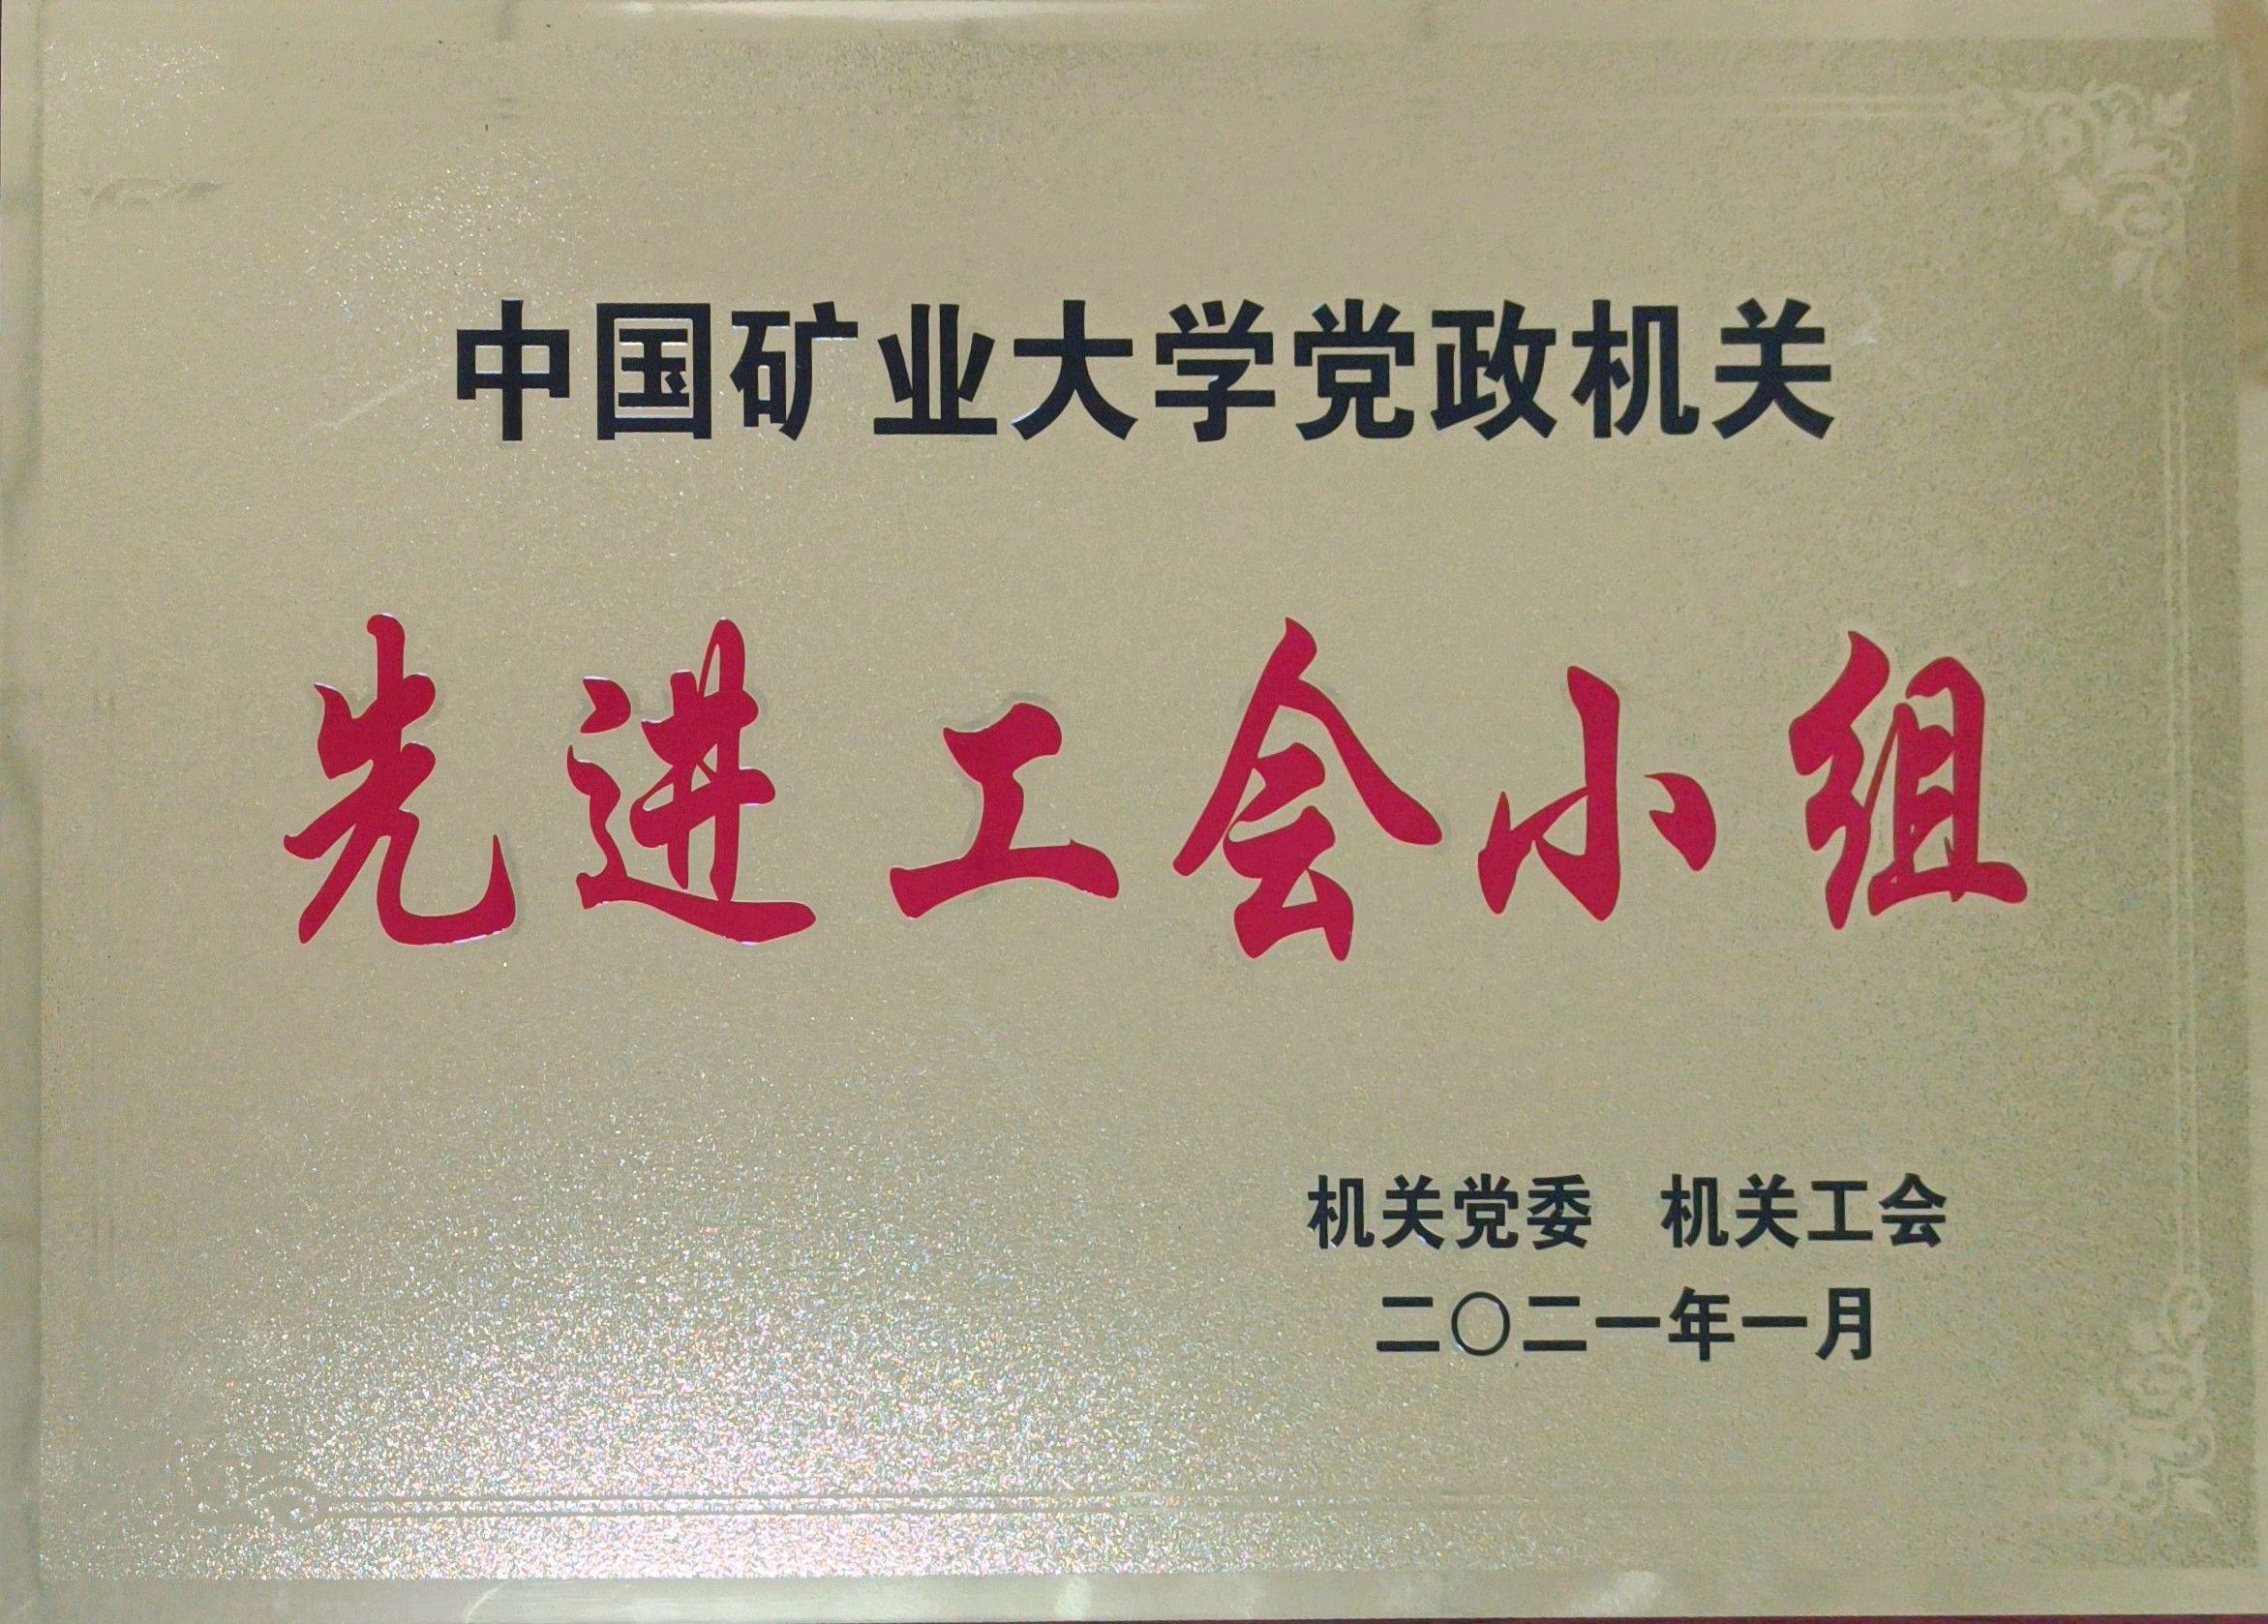 中国矿业大学党政机关
先进工会小组
机关党委 机关工会
二〇二一年一月